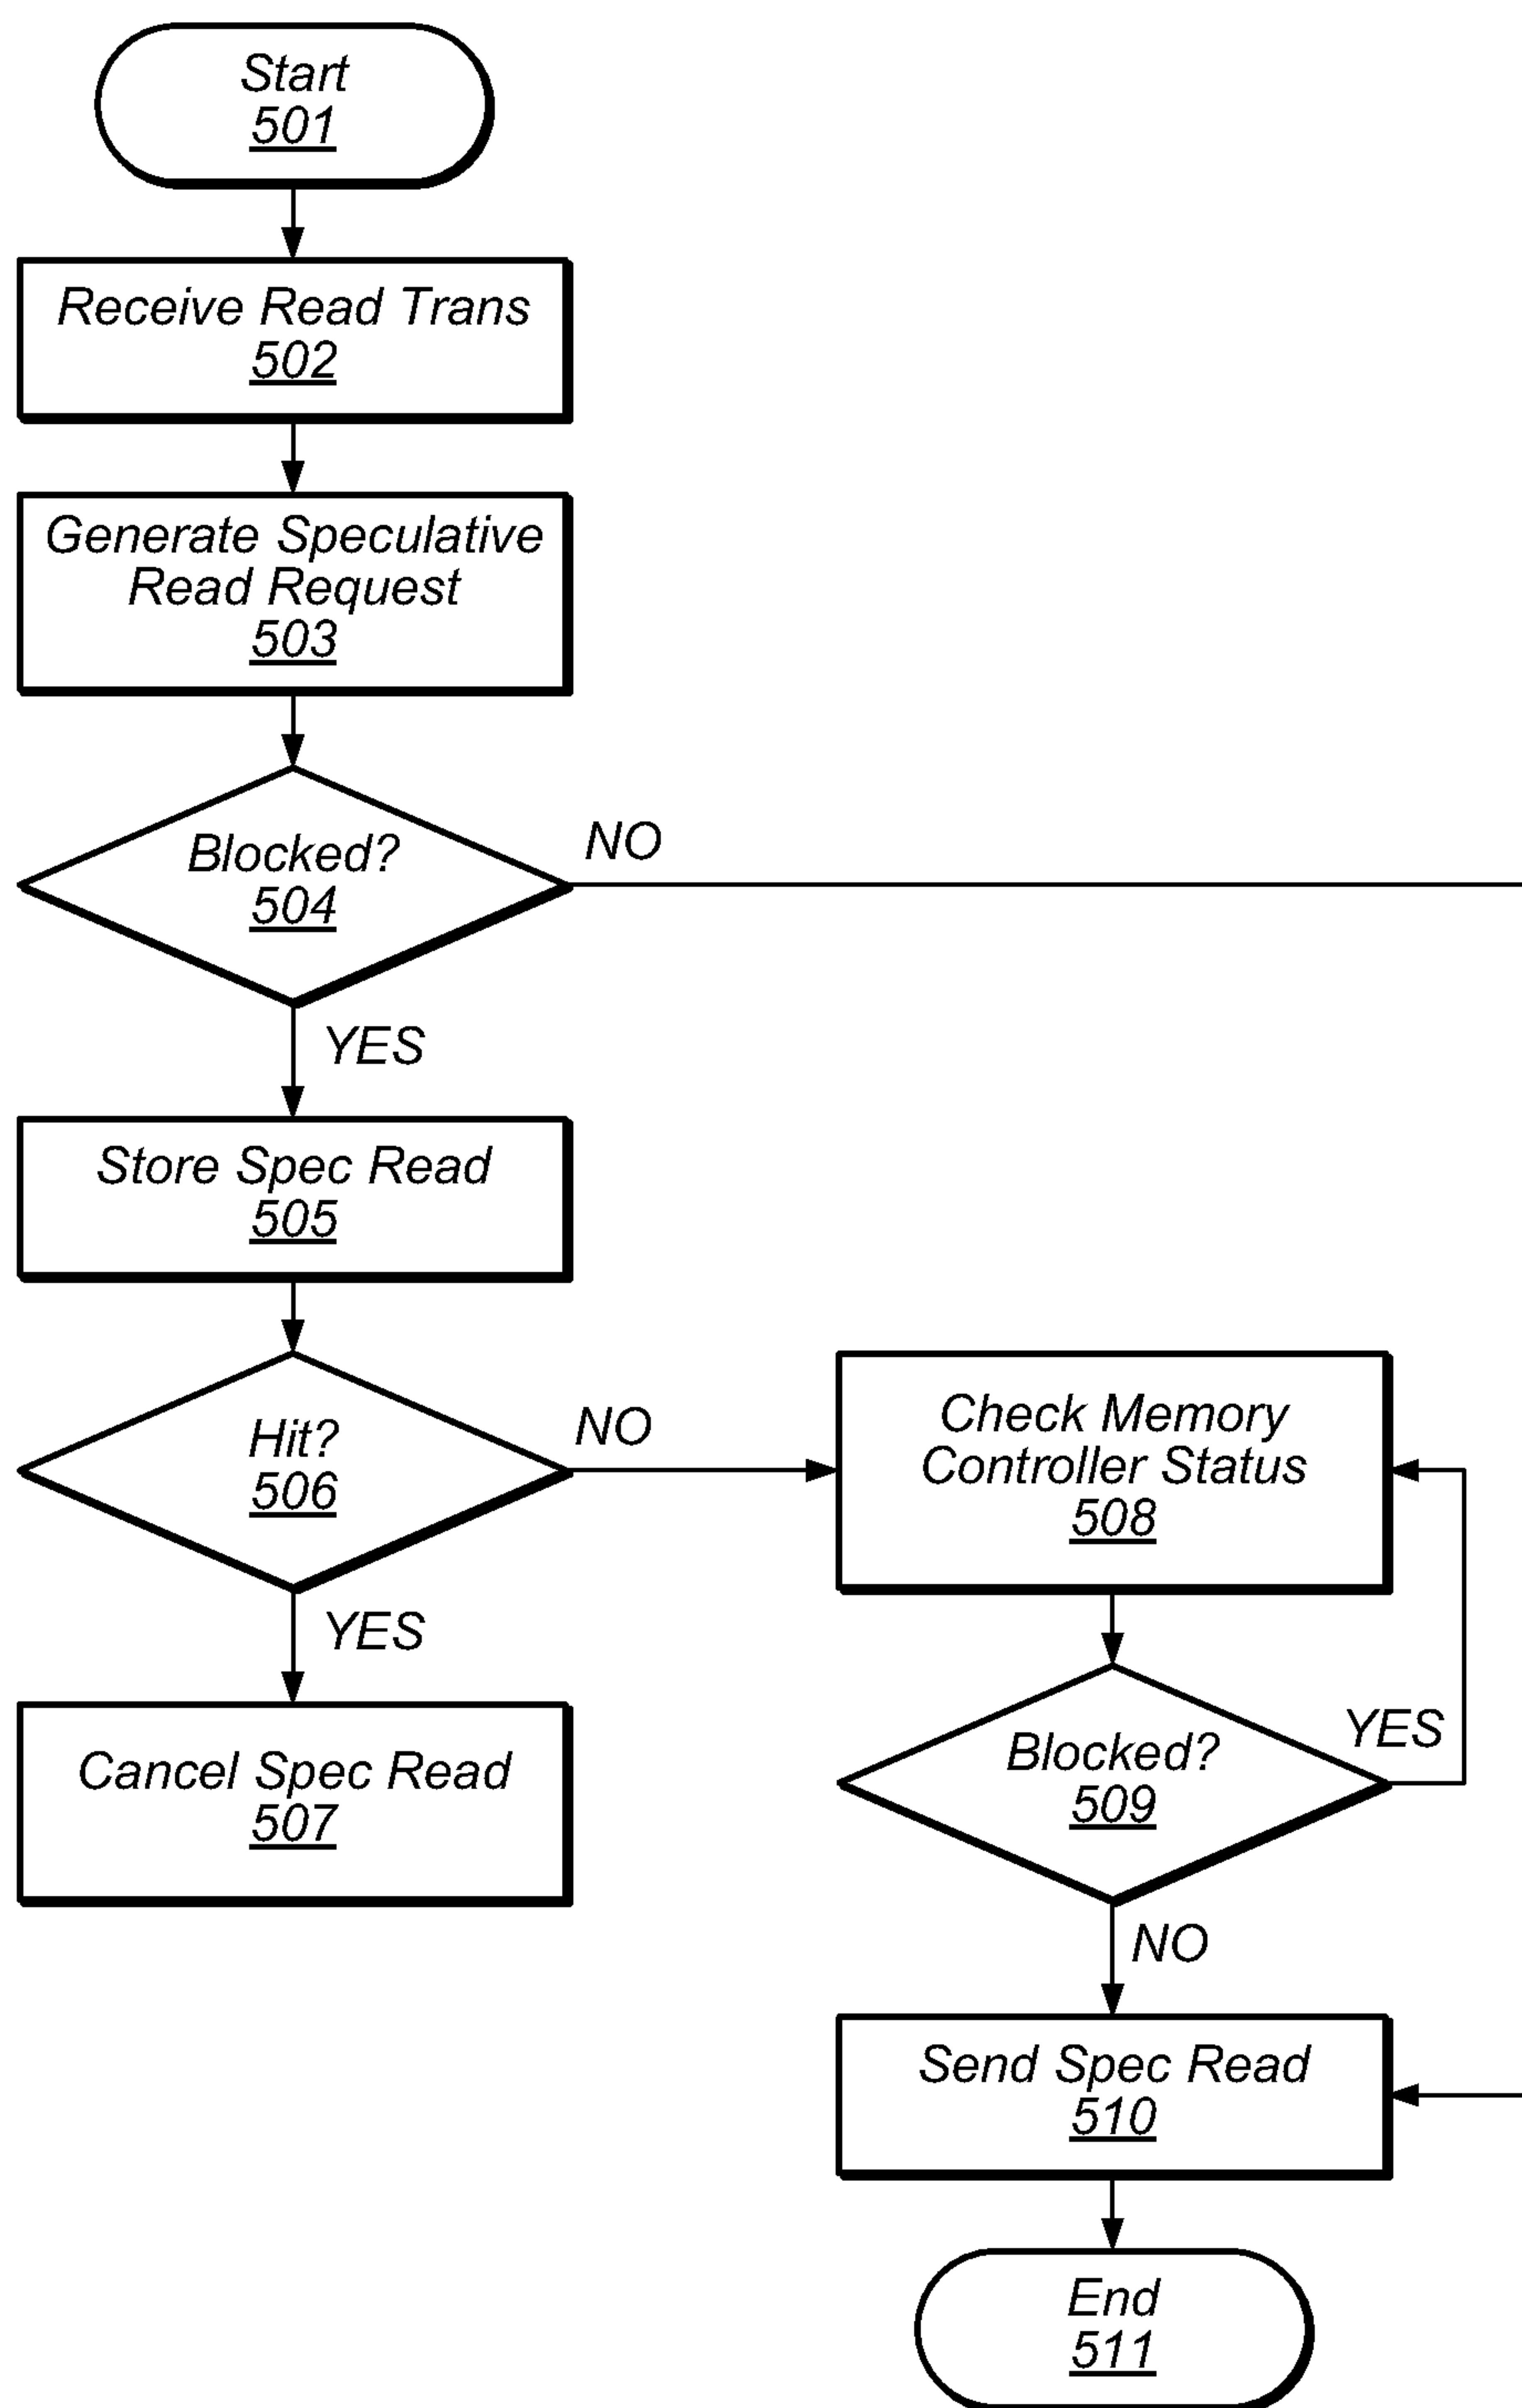 Start
501
Receive Read Trans
502
Generate Speculative
Read Request
503
Blocked?
504
NO
YES
Store Spec Read
505
Hit?
506
NO
YES
Cancel Spec Read
507
Check Memory
Controller Status
508
Blocked?
509
YES
NO
Send Spec Read
510
End
511